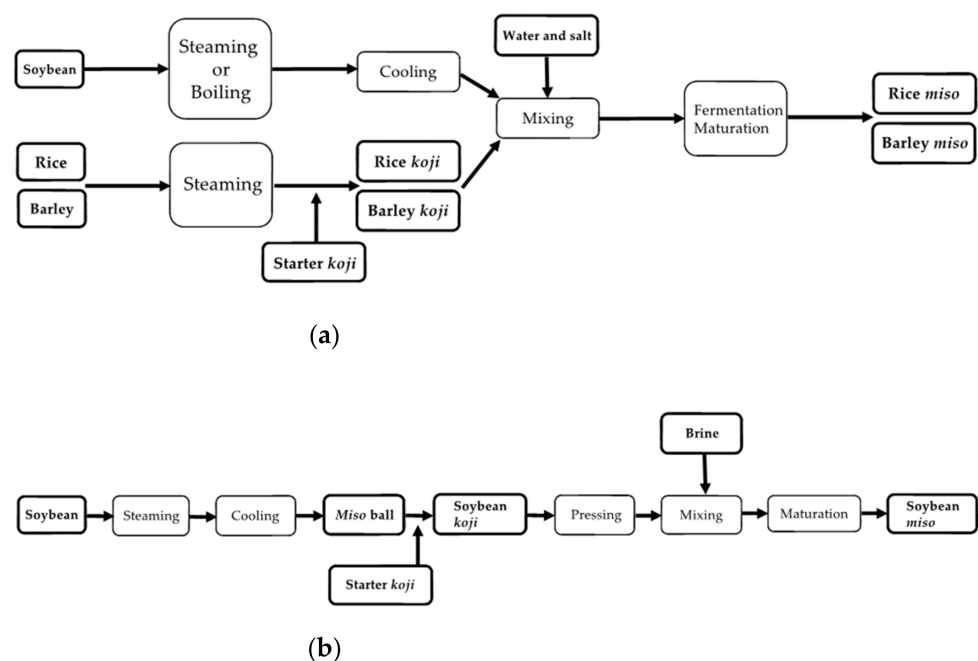 Water and salt
Soybean
Steaming
or
Boiling
Cooling
Mixing
Fermentation
Maturation
Rice miso
Barley miso
Rice
Barley
Steaming
Rice koji
Barley koji
Starter koji
(a)
Brine
Soybean
Steaming
Cooling
Miso ball
Soybean
koji
Pressing
Mixing
Maturation
Soybean
miso
Starter koji
(b)